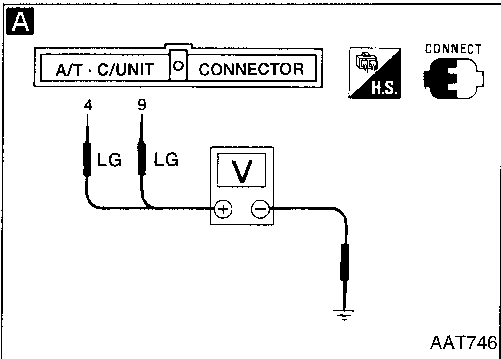 A
CONNECT
A/T · C/UNIT CONNECTOR
H.S.
4 9
LG LG
V
+ −
AAT746